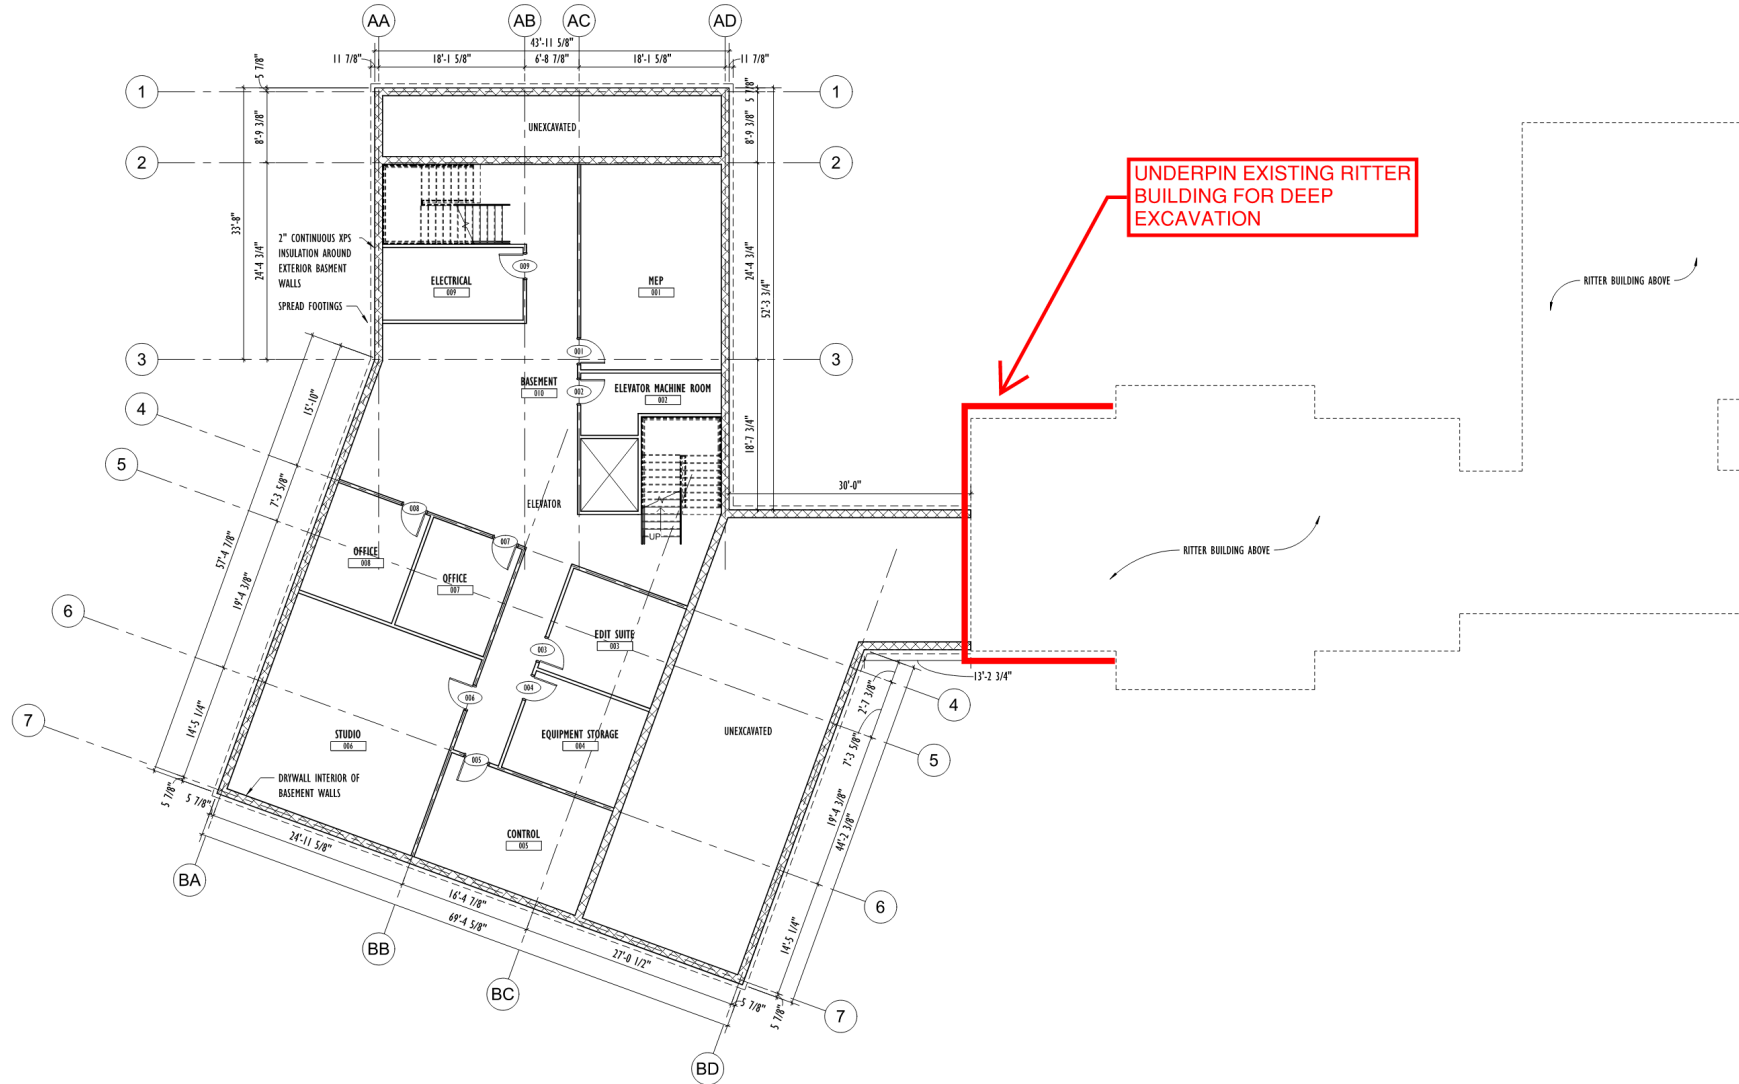 AA
AB
AC
AD
43'-11 5/8"
11 7/8"
18'-1 5/8"
6'-8 7/8"
18'-1 5/8"
11 7/8"
5 7/8"
5 7/8"
1
1
8'-9 3/8"
8'-9 3/8"
UNEXCAVATED
2
2
UNDERPIN EXISTING RITTER
BUILDING FOR DEEP
EXCAVATION
33'-8"
24'-4 3/4"
24'-4 3/4"
52'-3 3/4"
2" CONTINUOUS XPS
INSULATION AROUND
EXTERIOR BASMENT
WALLS
SPREAD FOOTINGS
009
ELECTRICAL
009
MEP
001
RITTER BUILDING ABOVE
3
3
001
BASEMENT
010
002
ELEVATOR MACHINE ROOM
002
4
15'-10"
18'-7 3/4"
5
7'-3 5/8"
30'-0"
ELEVATOR
UP
008
007
OFFICE
008
OFFICE
007
RITTER BUILDING ABOVE
57'-4 7/8"
19'-4 3/8"
6
EDIT SUITE
003
003
004
13'-2 3/4"
2'-7 3/8"
4
006
7
14'-5 1/4"
STUDIO
006
EQUIPMENT STORAGE
004
UNEXCAVATED
7'-3 5/8"
5
005
DRYWALL INTERIOR OF
BASEMENT WALLS
5 7/8"
5 7/8"
19'-4 3/8"
44'-2 3/8"
CONTROL
005
24'-11 5/8"
BA
16'-4 7/8"
69'-4 5/8"
6
14'-5 1/4"
BB
27'-0 1/2"
BC
5 7/8"
5 7/8"
7
BD